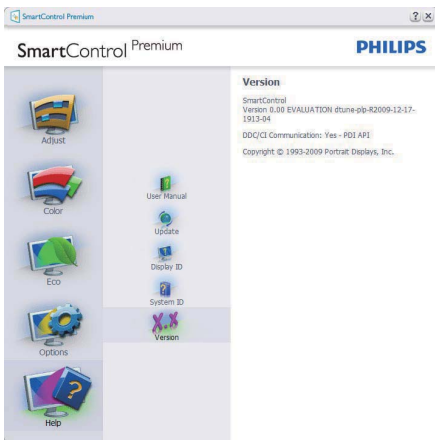 SmartControl Premium
? X
SmartControl Premium
PHILIPS
Adjust
Color
Eco
Options
Help
User Manual
Update
Display ID
System ID
Version
Version
SmartControl
Version 0.00 EVALUATION dtune-plp-R2009-12-17-
1913-04
DDC/CI Communication: Yes - PDI API
Copyright © 1993-2009 Portrait Displays, Inc.